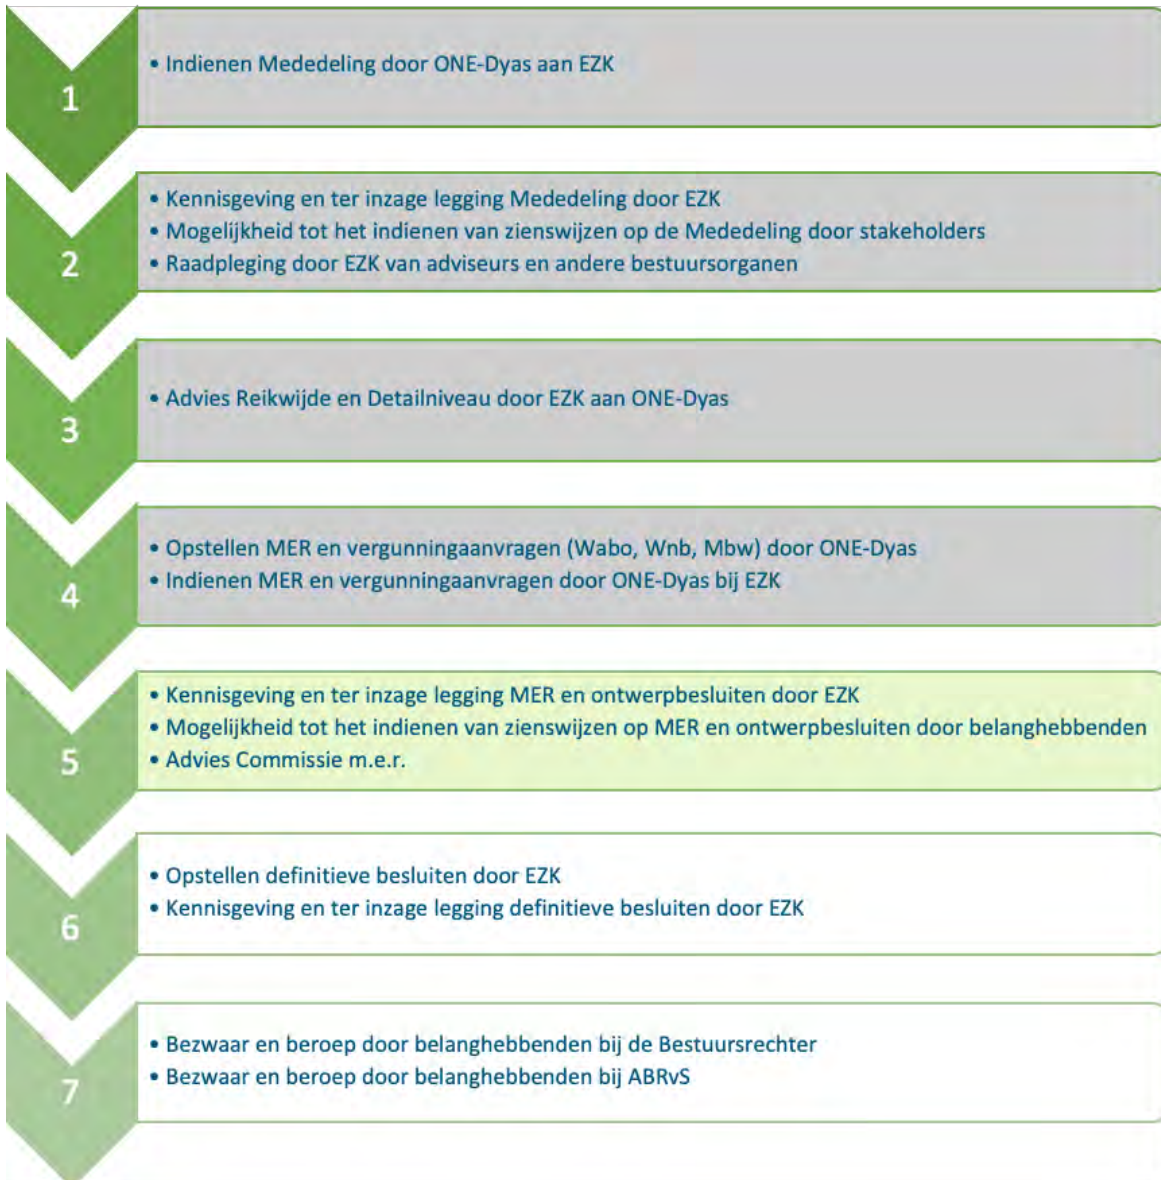 1
• Indienen Mededeling door ONE-Dyas aan EZK
2
• Kennisgeving en ter inzage legging Mededeling door EZK
• Mogelijkheid tot het indienen van zienswijzen op de Mededeling door stakeholders
• Raadpleging door EZK van adviseurs en andere bestuursorganen
3
• Advies Reikwijde en Detailniveau door EZK aan ONE-Dyas
4
• Opstellen MER en vergunningaanvragen (Wabo, Wnb, Mbw) door ONE-Dyas
• Indienen MER en vergunningaanvragen door ONE-Dyas bij EZK
5
• Kennisgeving en ter inzage legging MER en ontwerpbesluiten door EZK
• Mogelijkheid tot het indienen van zienswijzen op MER en ontwerpbesluiten door belanghebbenden
• Advies Commissie m.e.r.
6
• Opstellen definitieve besluiten door EZK
• Kennisgeving en ter inzage legging definitieve besluiten door EZK
7
• Bezwaar en beroep door belanghebbenden bij de Bestuursrechter
• Bezwaar en beroep door belanghebbenden bij ABRvS